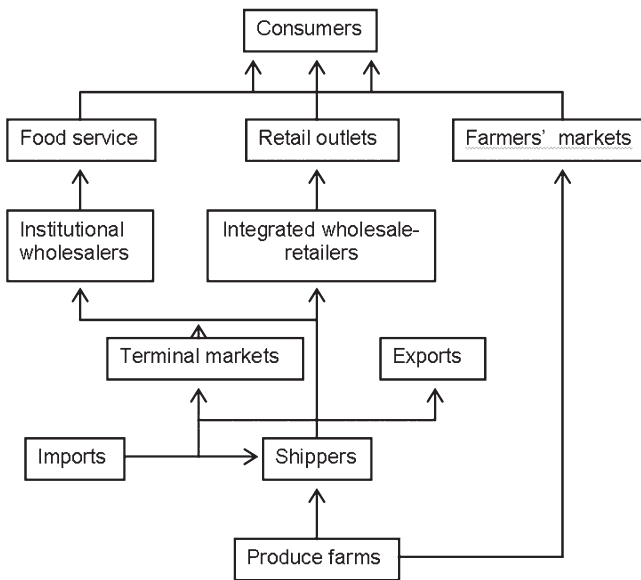 Consumers
Food service
Retail outlets
Farmers' markets
Institutional
wholesalers
Integrated wholesale-
retailers
Terminal markets
Exports
Imports
Shippers
Produce farms